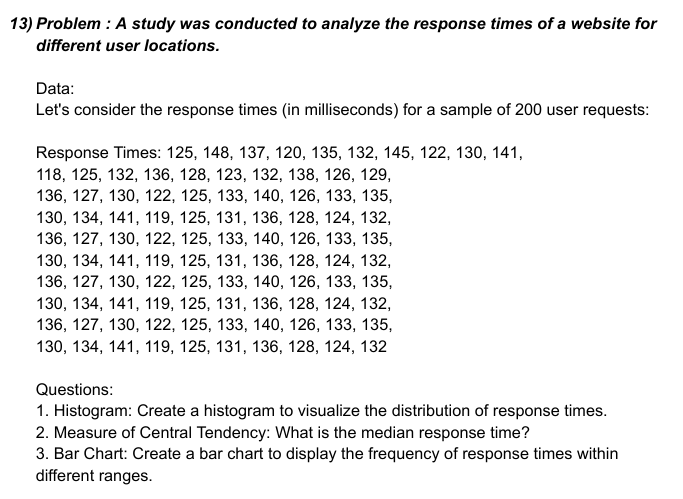 13) Problem : A study was conducted to analyze the response times of a website for
different user locations.
Data:
Let's consider the response times (in milliseconds) for a sample of 200 user requests:
Response Times: 125, 148, 137, 120, 135, 132, 145, 122, 130, 141,
118, 125, 132, 136, 128, 123, 132, 138, 126, 129,
136, 127, 130, 122, 125, 133, 140, 126, 133, 135,
130, 134, 141, 119, 125, 131, 136, 128, 124, 132,
136, 127, 130, 122, 125, 133, 140, 126, 133, 135,
130, 134, 141, 119, 125, 131, 136, 128, 124, 132,
136, 127, 130, 122, 125, 133, 140, 126, 133, 135,
130, 134, 141, 119, 125, 131, 136, 128, 124, 132,
136, 127, 130, 122, 125, 133, 140, 126, 133, 135,
130, 134, 141, 119, 125, 131, 136, 128, 124, 132
Questions:
1. Histogram: Create a histogram to visualize the distribution of response times.
2. Measure of Central Tendency: What is the median response time?
3. Bar Chart: Create a bar chart to display the frequency of response times within
different ranges.